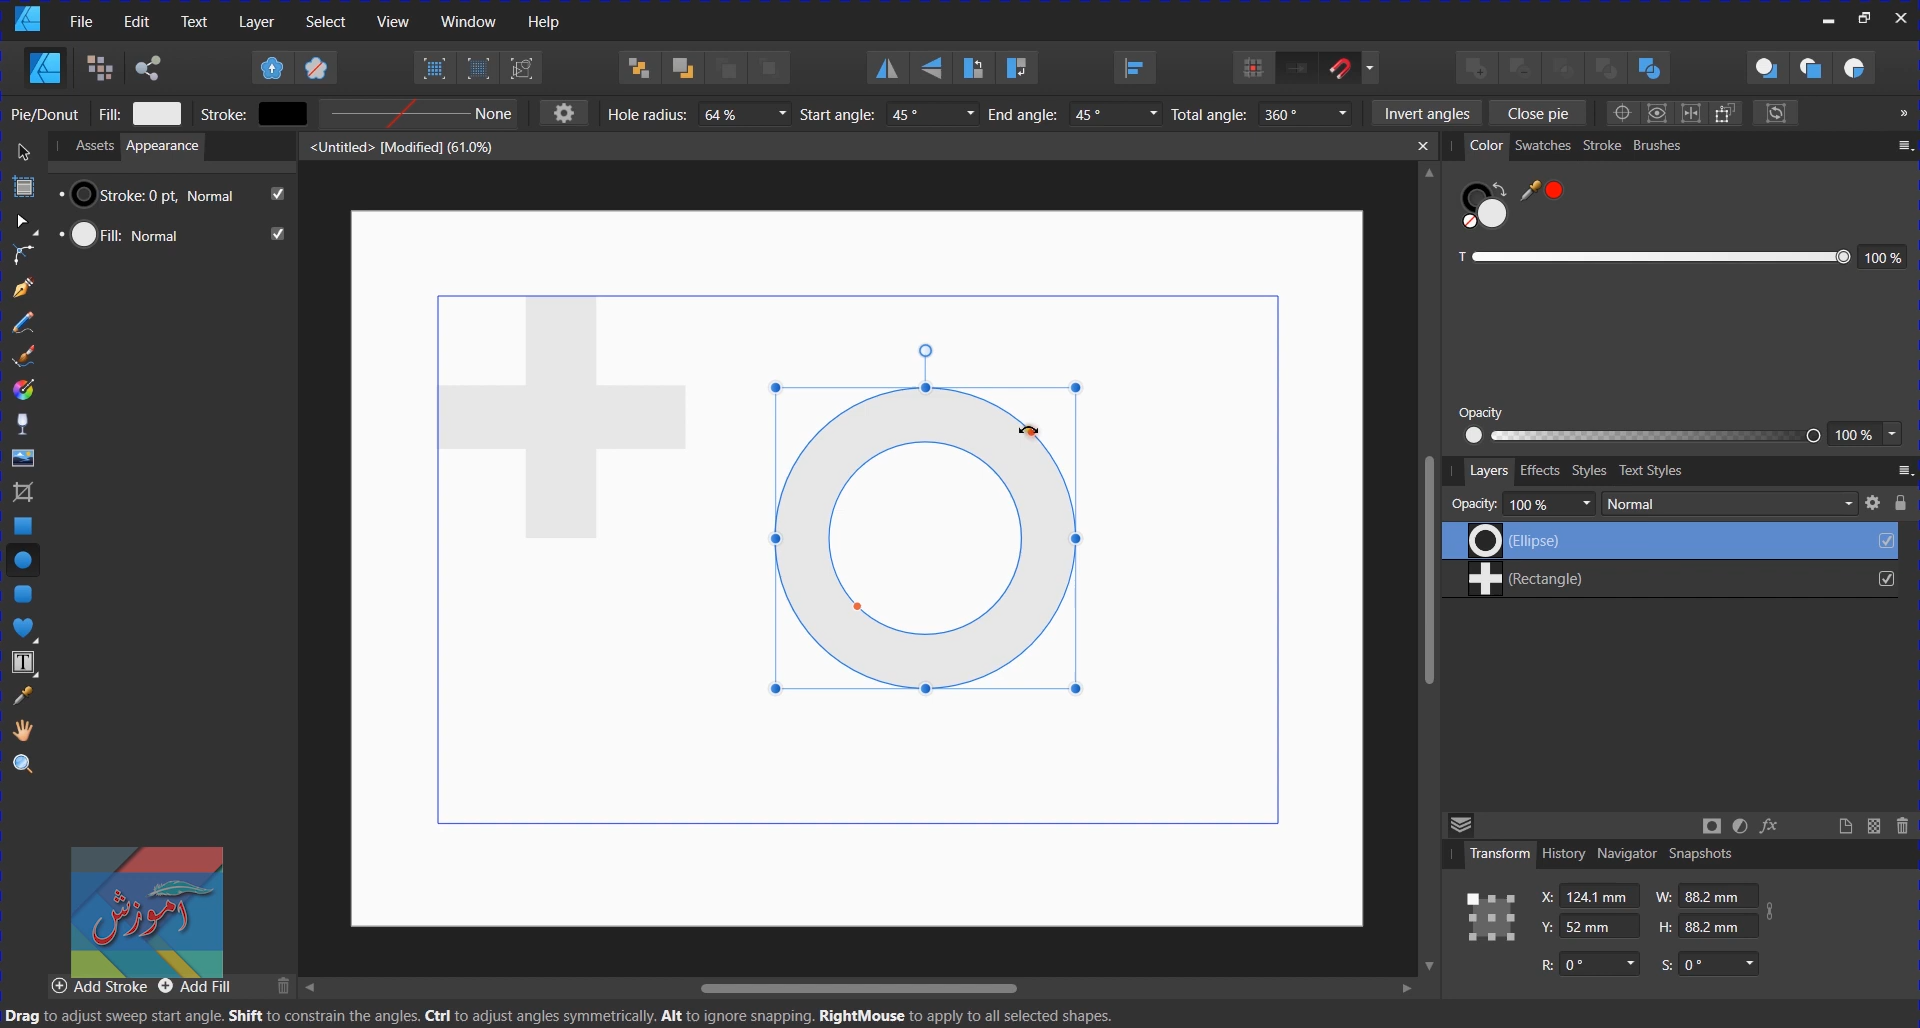 File Edit Text Layer Select View Window Help
Pie/Donut Fill: Stroke: None Hole radius: 64 % Start angle: 45 ° End angle: 45 ° Total angle: 360 ° Invert angles Close pie »
Assets Appearance
<Untitled> [Modified] (61.0%)
Color Swatches Stroke Brushes
Stroke: 0 pt, Normal
Fill: Normal
T 100 %
Opacity
100 %
Layers Effects Styles Text Styles
Opacity: 100 % Normal
(Ellipse)
(Rectangle)
fx
Transform History Navigator Snapshots
X: 124.1 mm W: 88.2 mm
Y: 52 mm H: 88.2 mm
R: 0 ° S: 0 °
آموزش
Add Stroke Add Fill
Drag to adjust sweep start angle. Shift to constrain the angles. Ctrl to adjust angles symmetrically. Alt to ignore snapping. RightMouse to apply to all selected shapes.